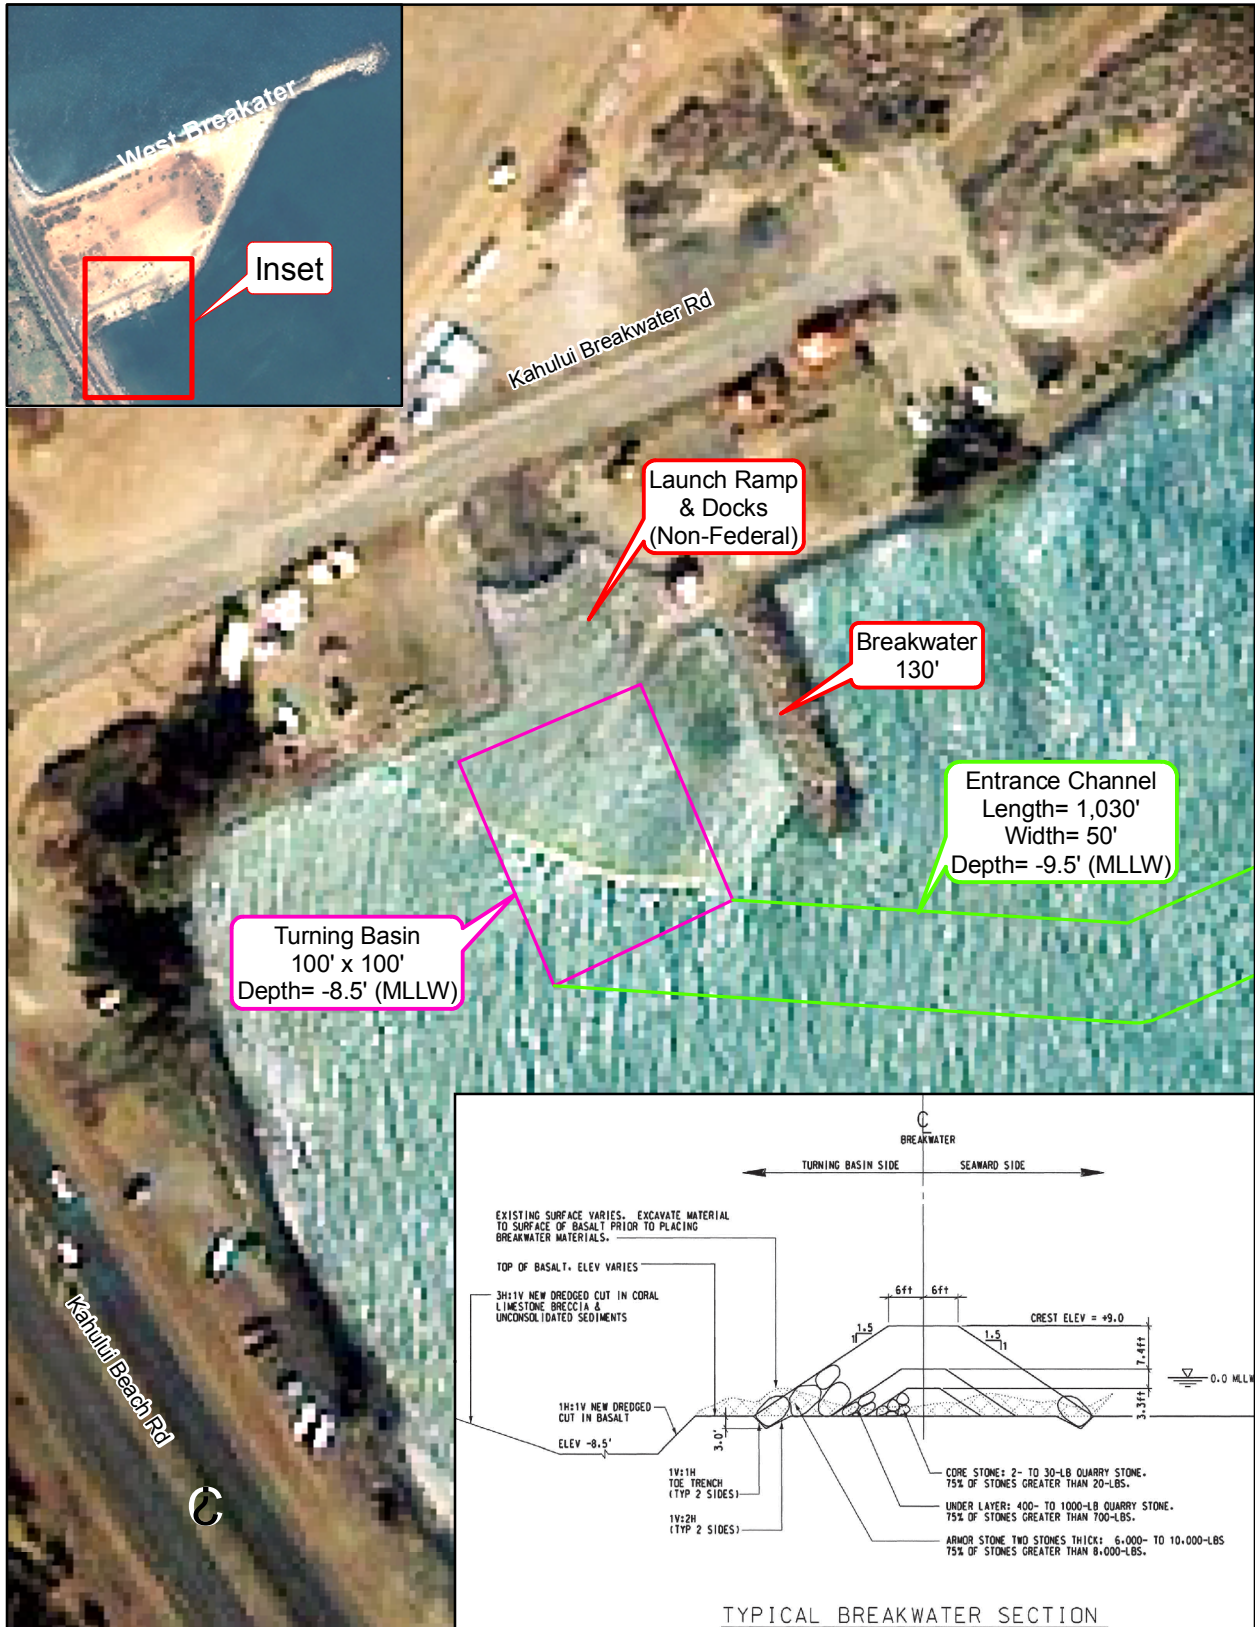 West Breakater
Inset
Kahului Breakwater Rd
Launch Ramp
& Docks
(Non-Federal)
Breakwater
130'
Entrance Channel
Length= 1,030'
Width= 50'
Depth= -9.5' (MLLW)
Turning Basin
100' x 100'
Depth= -8.5' (MLLW)
Kahului Beach Rd
C
L
BREAKWATER
TURNING BASIN SIDE
SEAWARD SIDE
EXISTING SURFACE VARIES. EXCAVATE MATERIAL
TO SURFACE OF BASALT PRIOR TO PLACING
BREAKWATER MATERIALS.
TOP OF BASALT, ELEV VARIES
3H:1V NEW DREDGED CUT IN CORAL
LIMESTONE BRECCIA &
UNCONSOLIDATED SEDIMENTS
6ft
6ft
CREST ELEV = +9.0
1.5
1
1.5
1
7.4ft
0.0 MLLW
3.3ft
1H:1V NEW DREDGED
CUT IN BASALT
ELEV -8.5'
3.0'
1V:1H
TOE TRENCH
(TYP 2 SIDES)
1V:2H
(TYP 2 SIDES)
CORE STONE: 2- TO 30-LB QUARRY STONE.
75% OF STONES GREATER THAN 20-LBS.
UNDER LAYER: 400- TO 1000-LB QUARRY STONE.
75% OF STONES GREATER THAN 700-LBS.
ARMOR STONE TWO STONES THICK: 6,000- TO 10,000-LBS
75% OF STONES GREATER THAN 8,000-LBS.
TYPICAL BREAKWATER SECTION